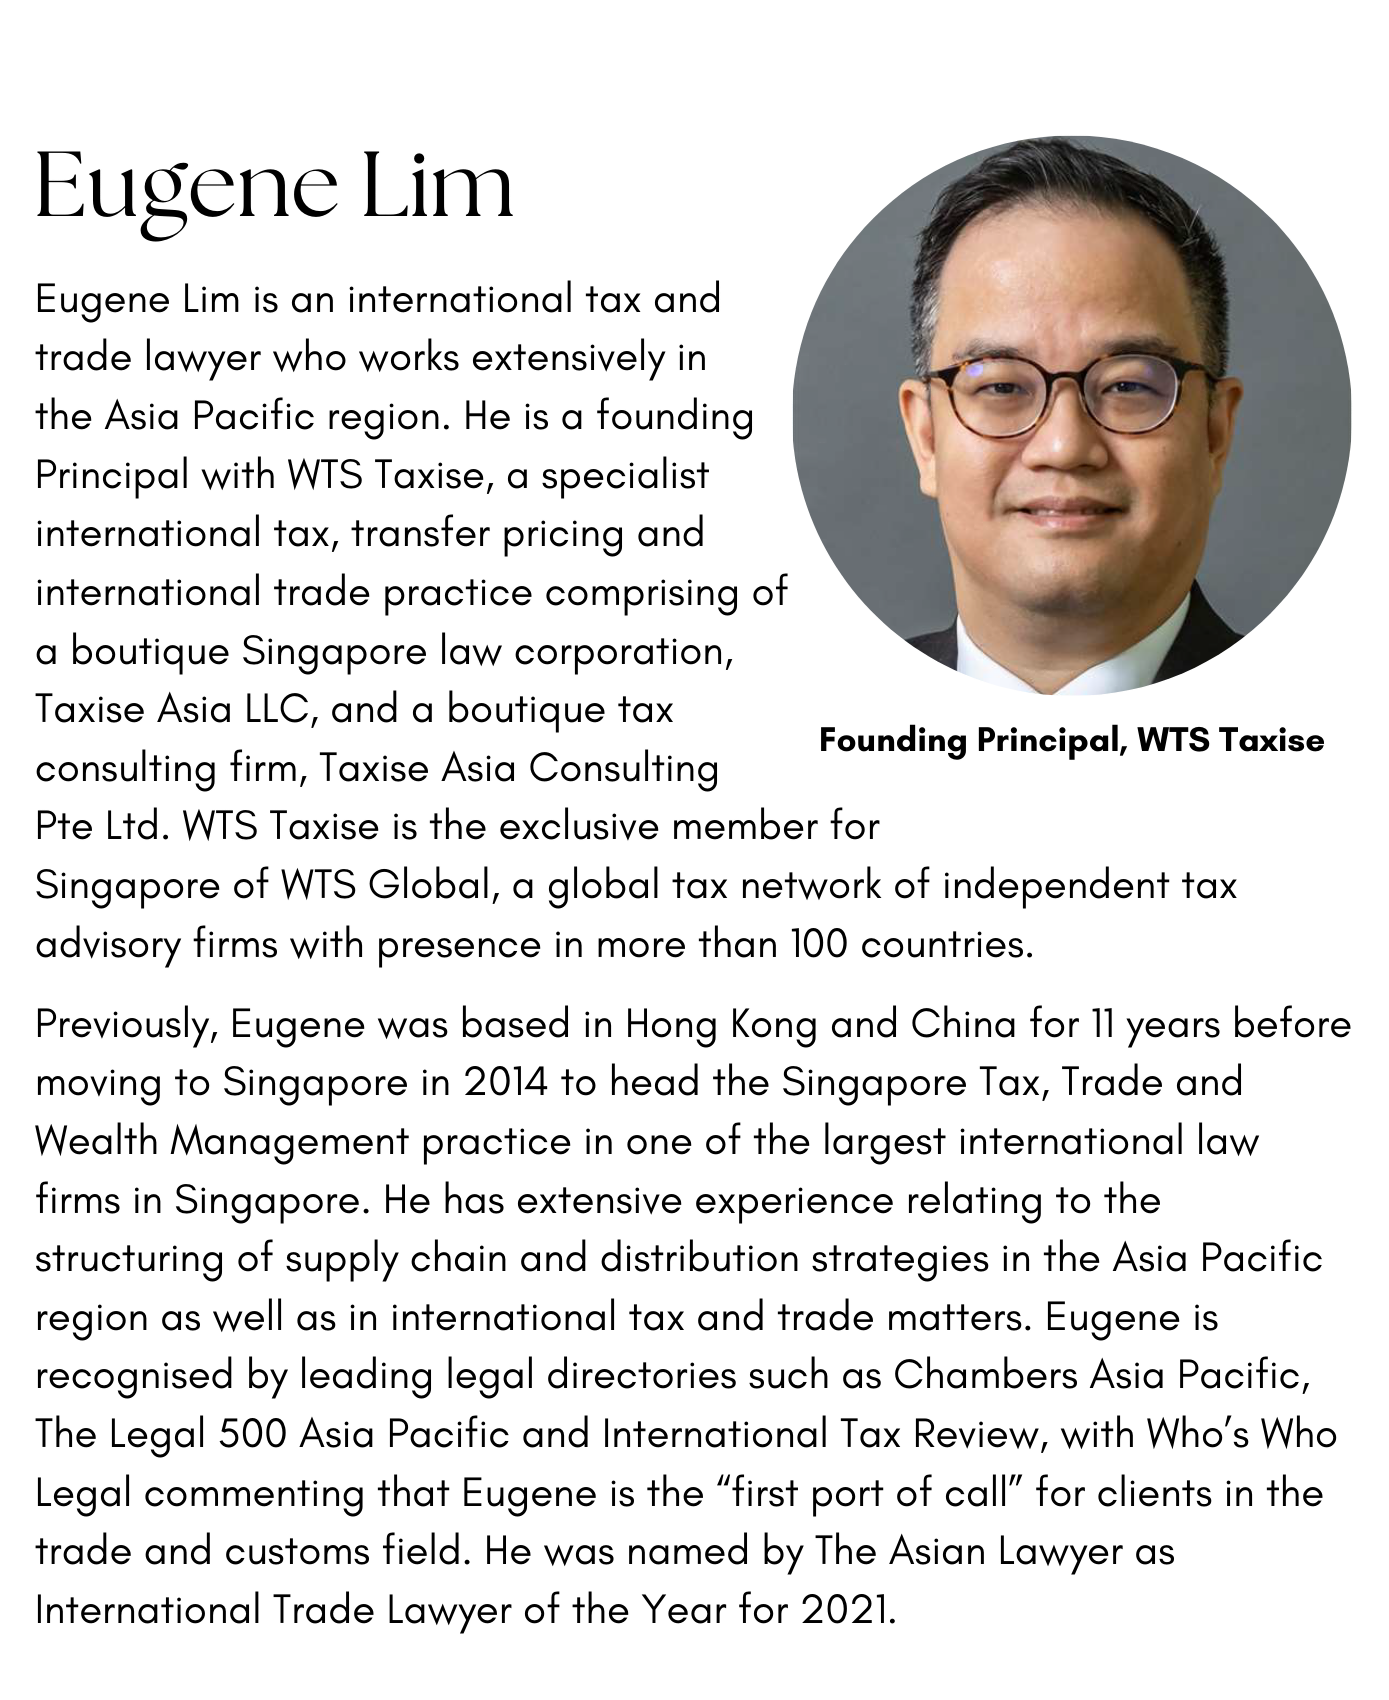 Eugene Lim
Eugene Lim is an international tax and
trade lawyer who works extensively in
the Asia Pacific region. He is a founding
Principal with WTS Taxise, a specialist
international tax, transfer pricing and
international trade practice comprising of
a boutique Singapore law corporation,
Taxise Asia LLC, and a boutique tax
consulting firm, Taxise Asia Consulting
Pte Ltd. WTS Taxise is the exclusive member for
Singapore of WTS Global, a global tax network of independent tax
advisory firms with presence in more than 100 countries.
Founding Principal, WTS Taxise
Previously, Eugene was based in Hong Kong and China for 11 years before
moving to Singapore in 2014 to head the Singapore Tax, Trade and
Wealth Management practice in one of the largest international law
firms in Singapore. He has extensive experience relating to the
structuring of supply chain and distribution strategies in the Asia Pacific
region as well as in international tax and trade matters. Eugene is
recognised by leading legal directories such as Chambers Asia Pacific,
The Legal 500 Asia Pacific and International Tax Review, with Who’s Who
Legal commenting that Eugene is the “first port of call” for clients in the
trade and customs field. He was named by The Asian Lawyer as
International Trade Lawyer of the Year for 2021.